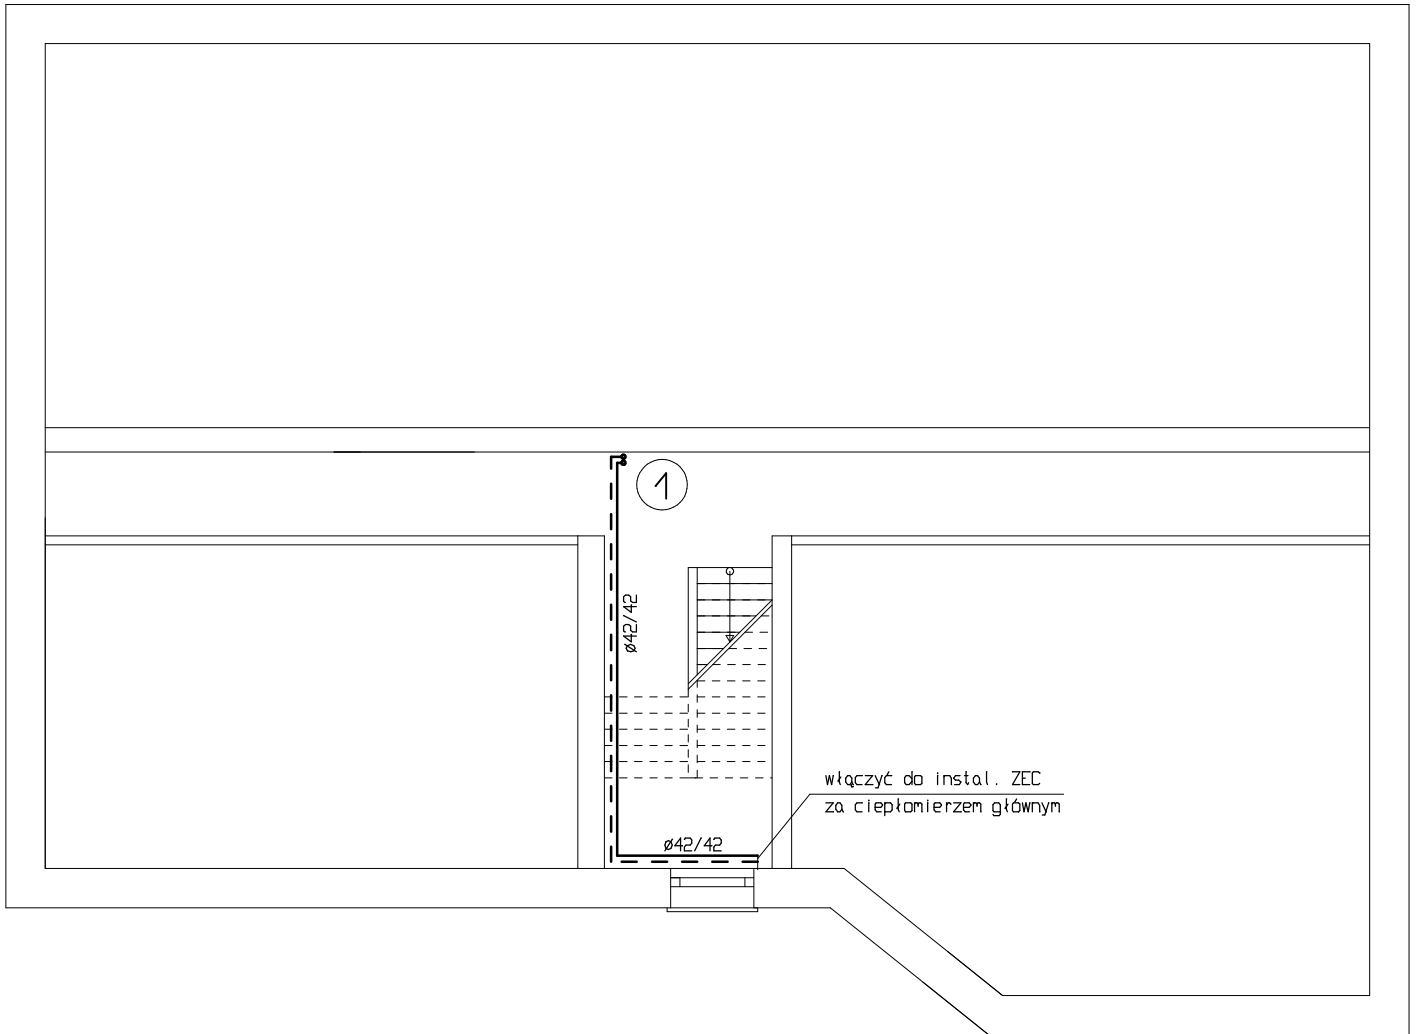 1
ø42/42
włączyć do instal. ZEC
za ciepłomierzem głównym
ø42/42